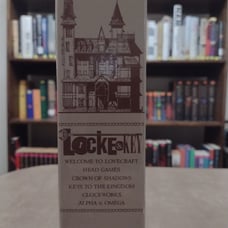 LOCKE & KEY
WELCOME TO LOVECRAFT
HEAD GAMES
CROWN OF SHADOWS
KEYS TO THE KINGDOM
CLOCKWORKS
ALPHA & OMEGA